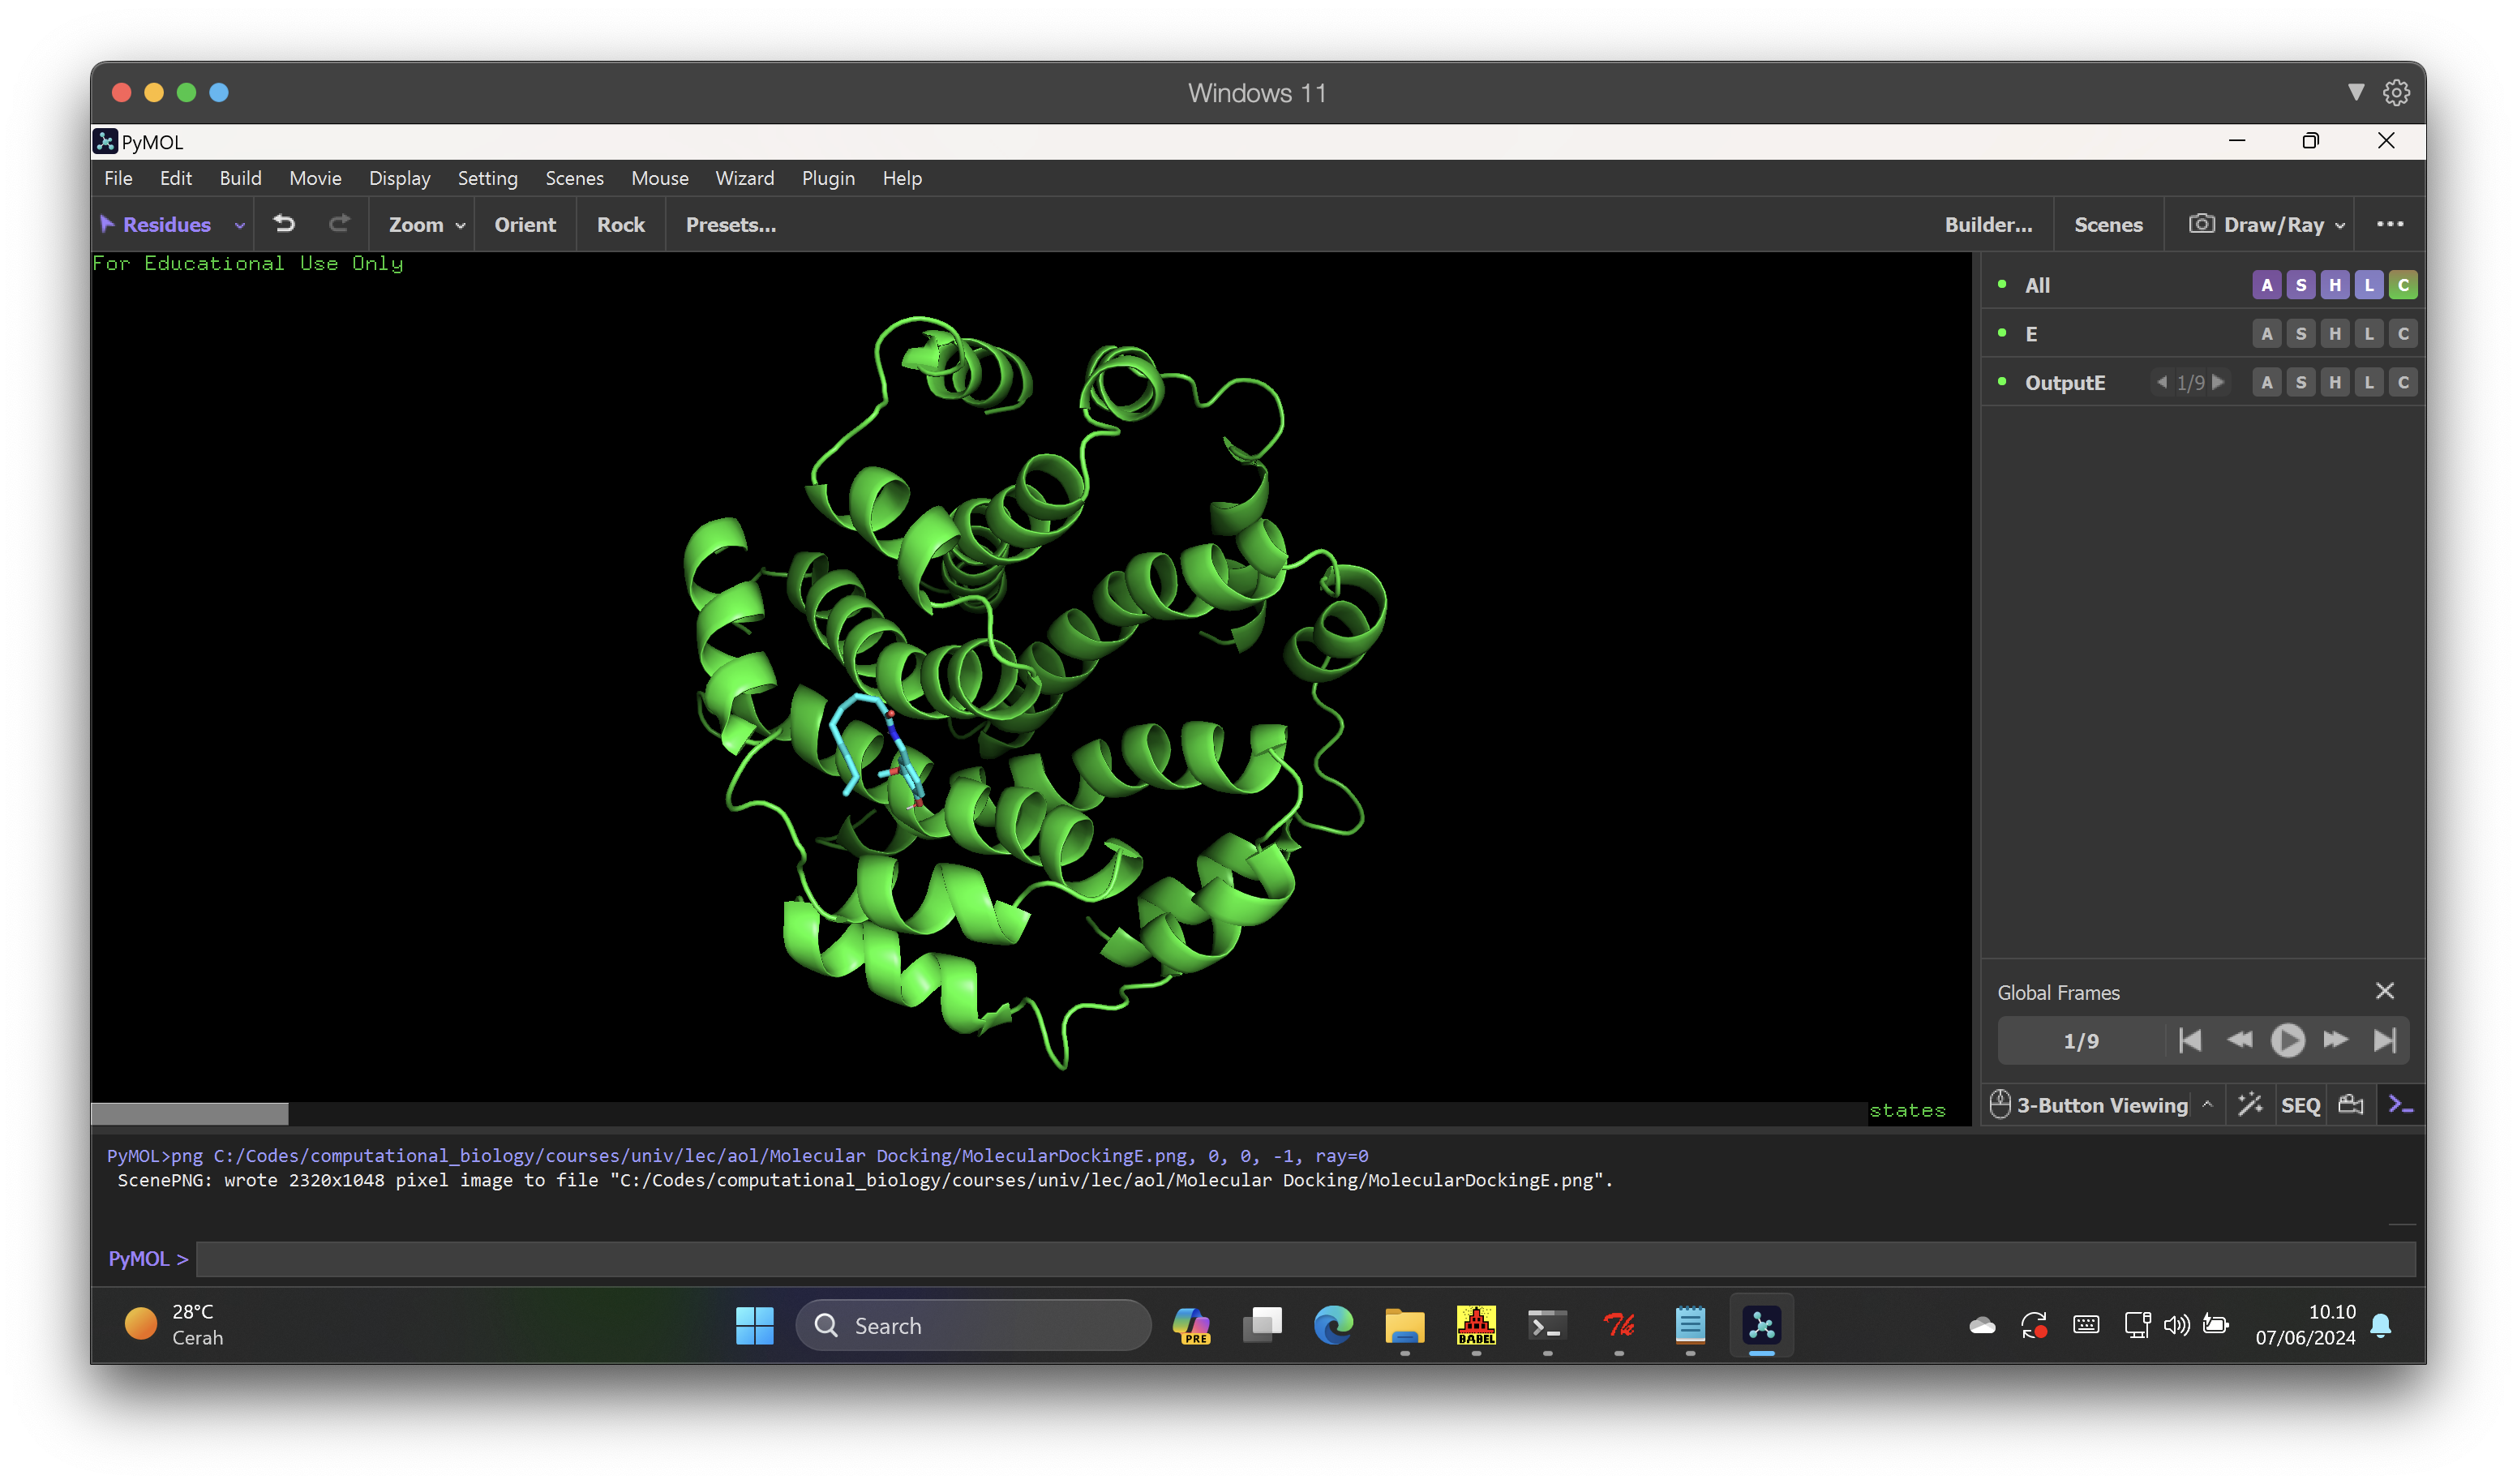 Windows 11
PyMOL
File Edit Build Movie Display Setting Scenes Mouse Wizard Plugin Help
Residues Zoom Orient Rock Presets... Builder... Scenes Draw/Ray
For Educational Use Only
All A S H L C
E A S H L C
OutputE 1/9 A S H L C
Global Frames
1/9
states
3-Button Viewing SEQ
PyMOL>png C:/Codes/computational_biology/courses/univ/lec/aol/Molecular Docking/MolecularDockingE.png, 0, 0, -1, ray=0
ScenePNG: wrote 2320x1048 pixel image to file "C:/Codes/computational_biology/courses/univ/lec/aol/Molecular Docking/MolecularDockingE.png".
PyMOL >
28°C
Cerah
Search
PRE
BABEL
Tk
10.10
07/06/2024